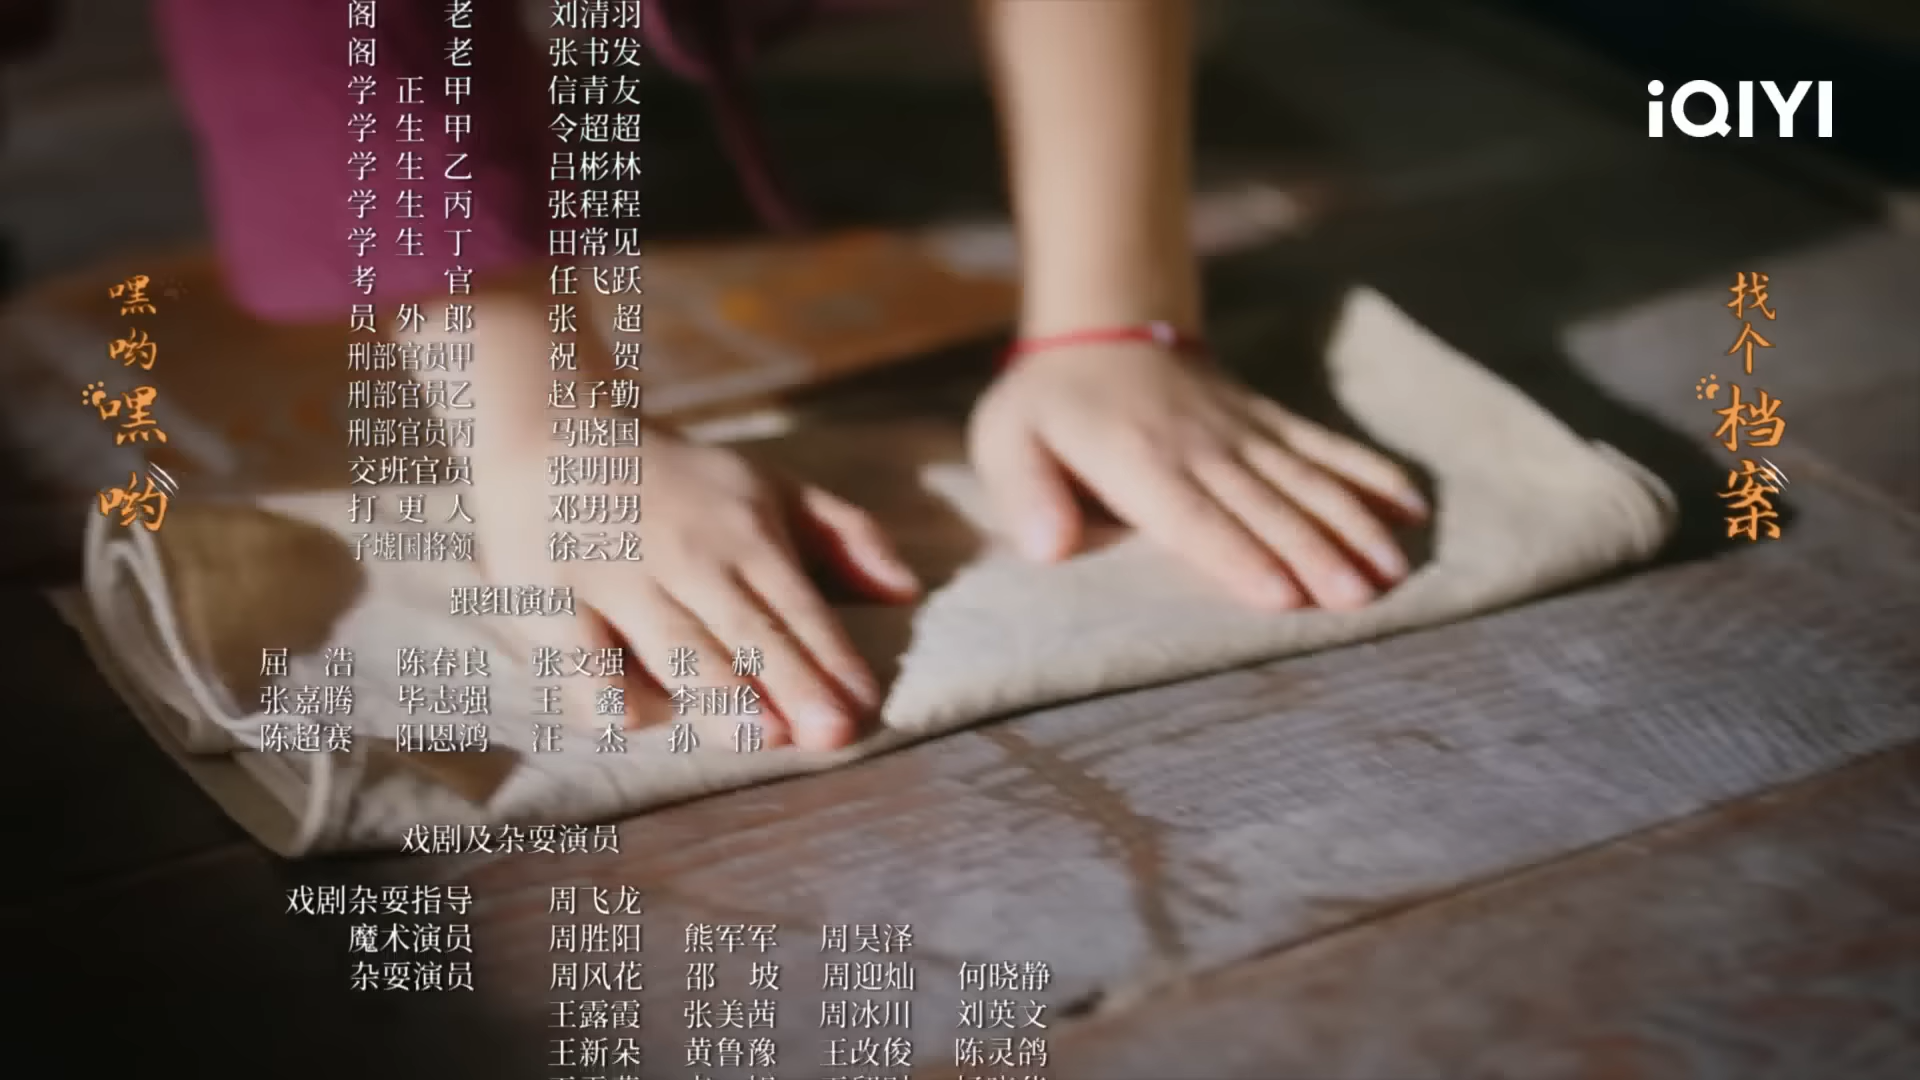 iQIYI
阁老 刘清羽
阁老 张书发
学正甲 信青友
学生甲 令超超
学生乙 吕彬林
学生丙 张程程
学生丁 田常见
考官 任飞跃
员外郎 张超
刑部官员甲 祝贺
刑部官员乙 赵子勤
刑部官员丙 马晓国
交班官员 张明明
打更人 邓男男
子墟国将领 徐云龙
跟组演员
屈浩 陈春良 张文强 张赫
张嘉腾 毕志强 王鑫 李雨伦
陈超赛 阳恩鸿 汪杰 孙伟
戏剧及杂耍演员
戏剧杂耍指导 周飞龙
魔术演员 周胜阳 熊军军 周昊泽
杂耍演员 周风花 邵坡 周迎灿 何晓静
王露霞 张美茜 周冰川 刘英文
王新朵 黄鲁豫 王改俊 陈灵鸽
嘿哟嘿哟
找个档案